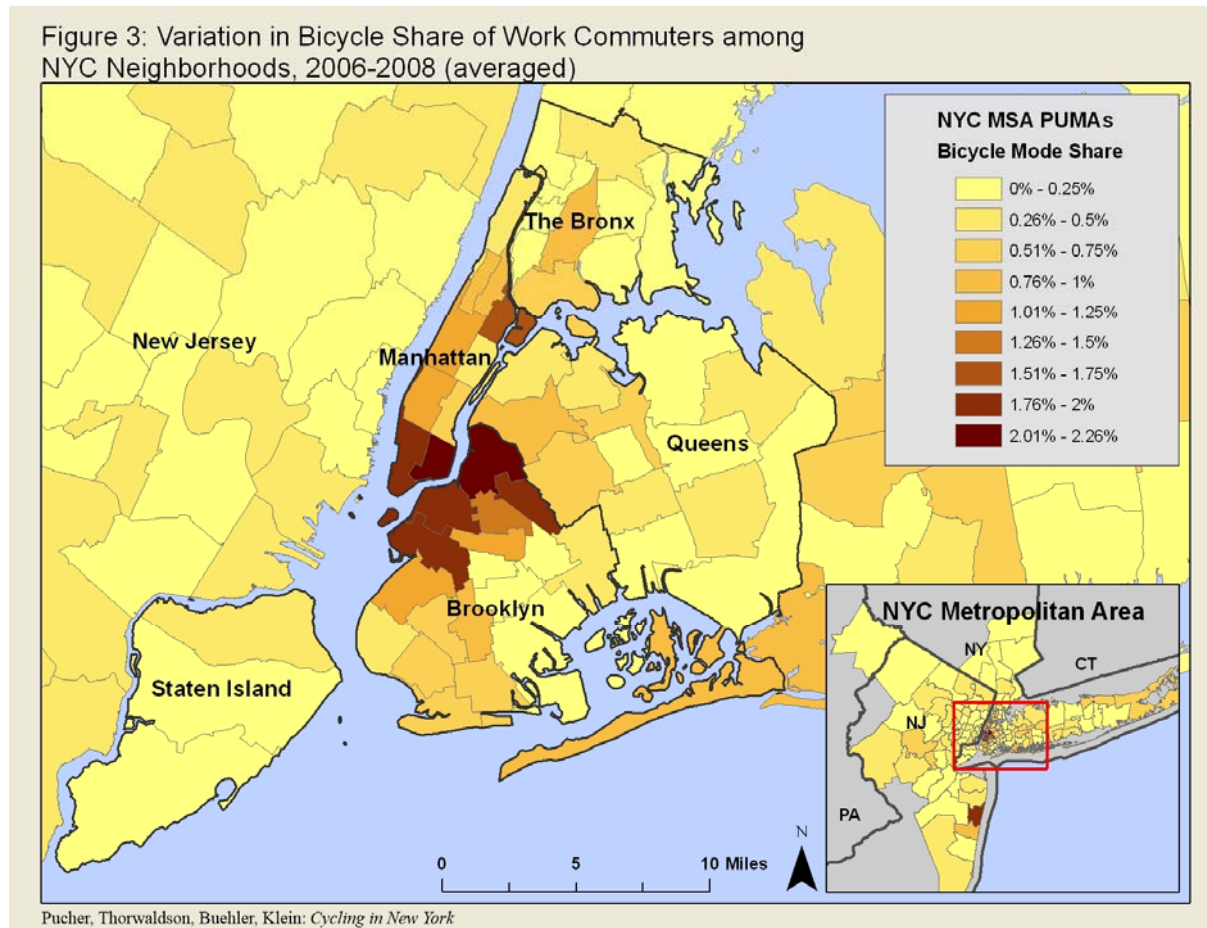 Figure 3: Variation in Bicycle Share of Work Commuters among
NYC Neighborhoods, 2006-2008 (averaged)
NYC MSA PUMAs
Bicycle Mode Share
0% - 0.25%
0.26% - 0.5%
0.51% - 0.75%
0.76% - 1%
1.01% - 1.25%
1.26% - 1.5%
1.51% - 1.75%
1.76% - 2%
2.01% - 2.26%
The Bronx
New Jersey
Manhattan
Queens
Brooklyn
Staten Island
NYC Metropolitan Area
NY
CT
NJ
PA
N
0 5 10 Miles
Pucher, Thorwaldson, Buehler, Klein: Cycling in New York